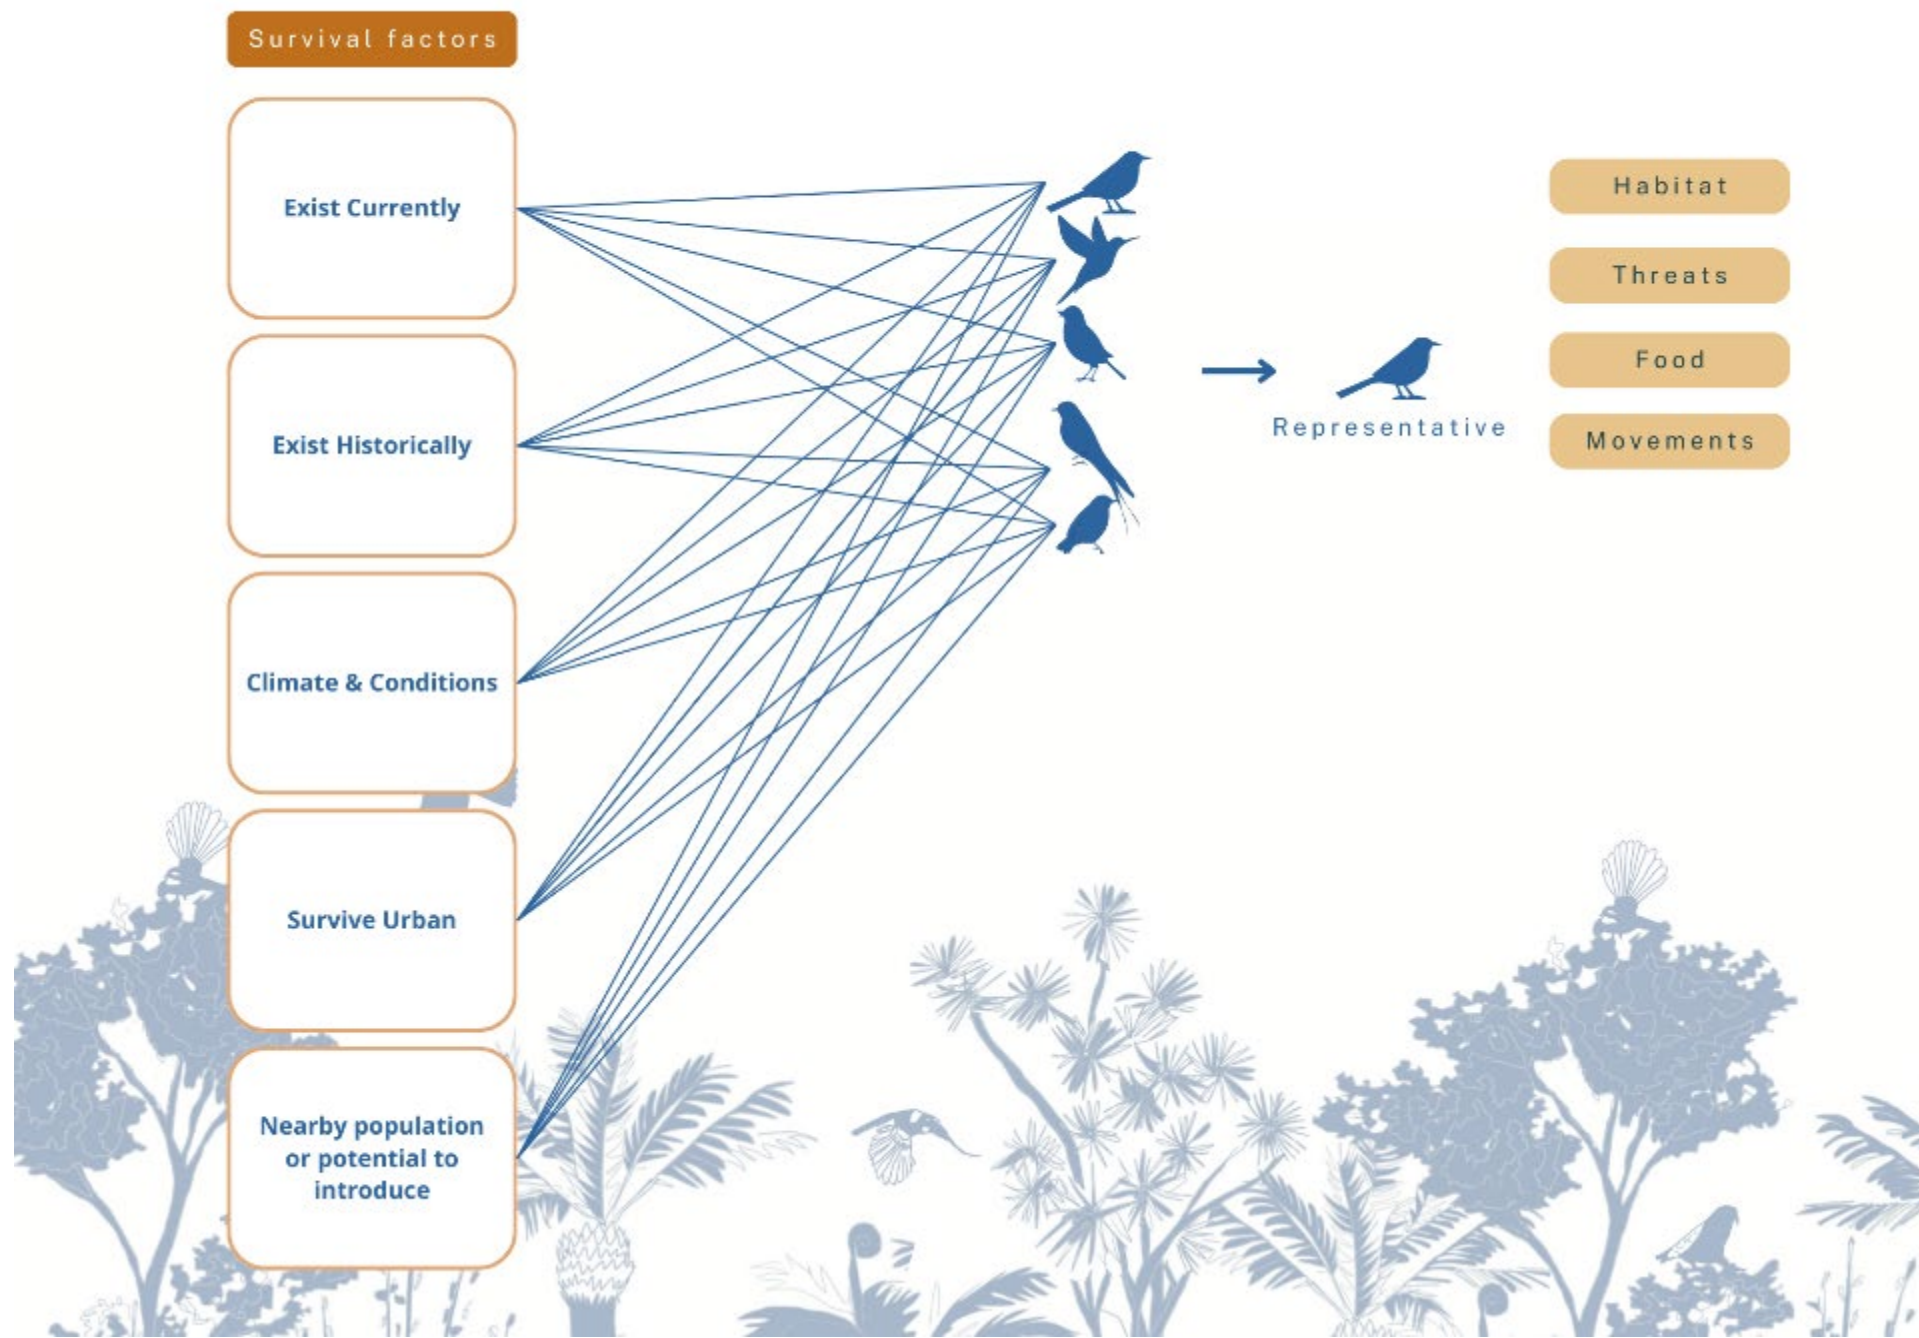 Survival factors
Exist Currently
Exist Historically
Climate & Conditions
Survive Urban
Nearby population
or potential to
introduce
Representative
Habitat
Threats
Food
Movements